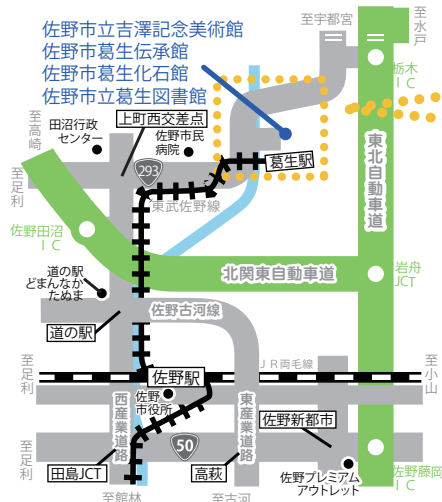 佐野市立吉澤記念美術館
佐野市葛生伝承館
佐野市葛生化石館
佐野市立葛生図書館
至宇都宮
至水戸
栃木
IC
至高崎
田沼行政
センター
上町西交差点
佐野市民
病院
葛生駅
293
至足利
東武佐野線
東北自動車道
佐野田沼
IC
北関東自動車道
岩舟
JCT
道の駅
どまんなか
たぬま
佐野古河線
道の駅
至足利
佐野駅
JR両毛線
至小山
佐野
市役所
西産業道路
東産業道路
佐野新都市
至足利
田島JCT
50
高萩
佐野プレミアム
アウトレット
佐野藤岡
IC
至館林
至古河